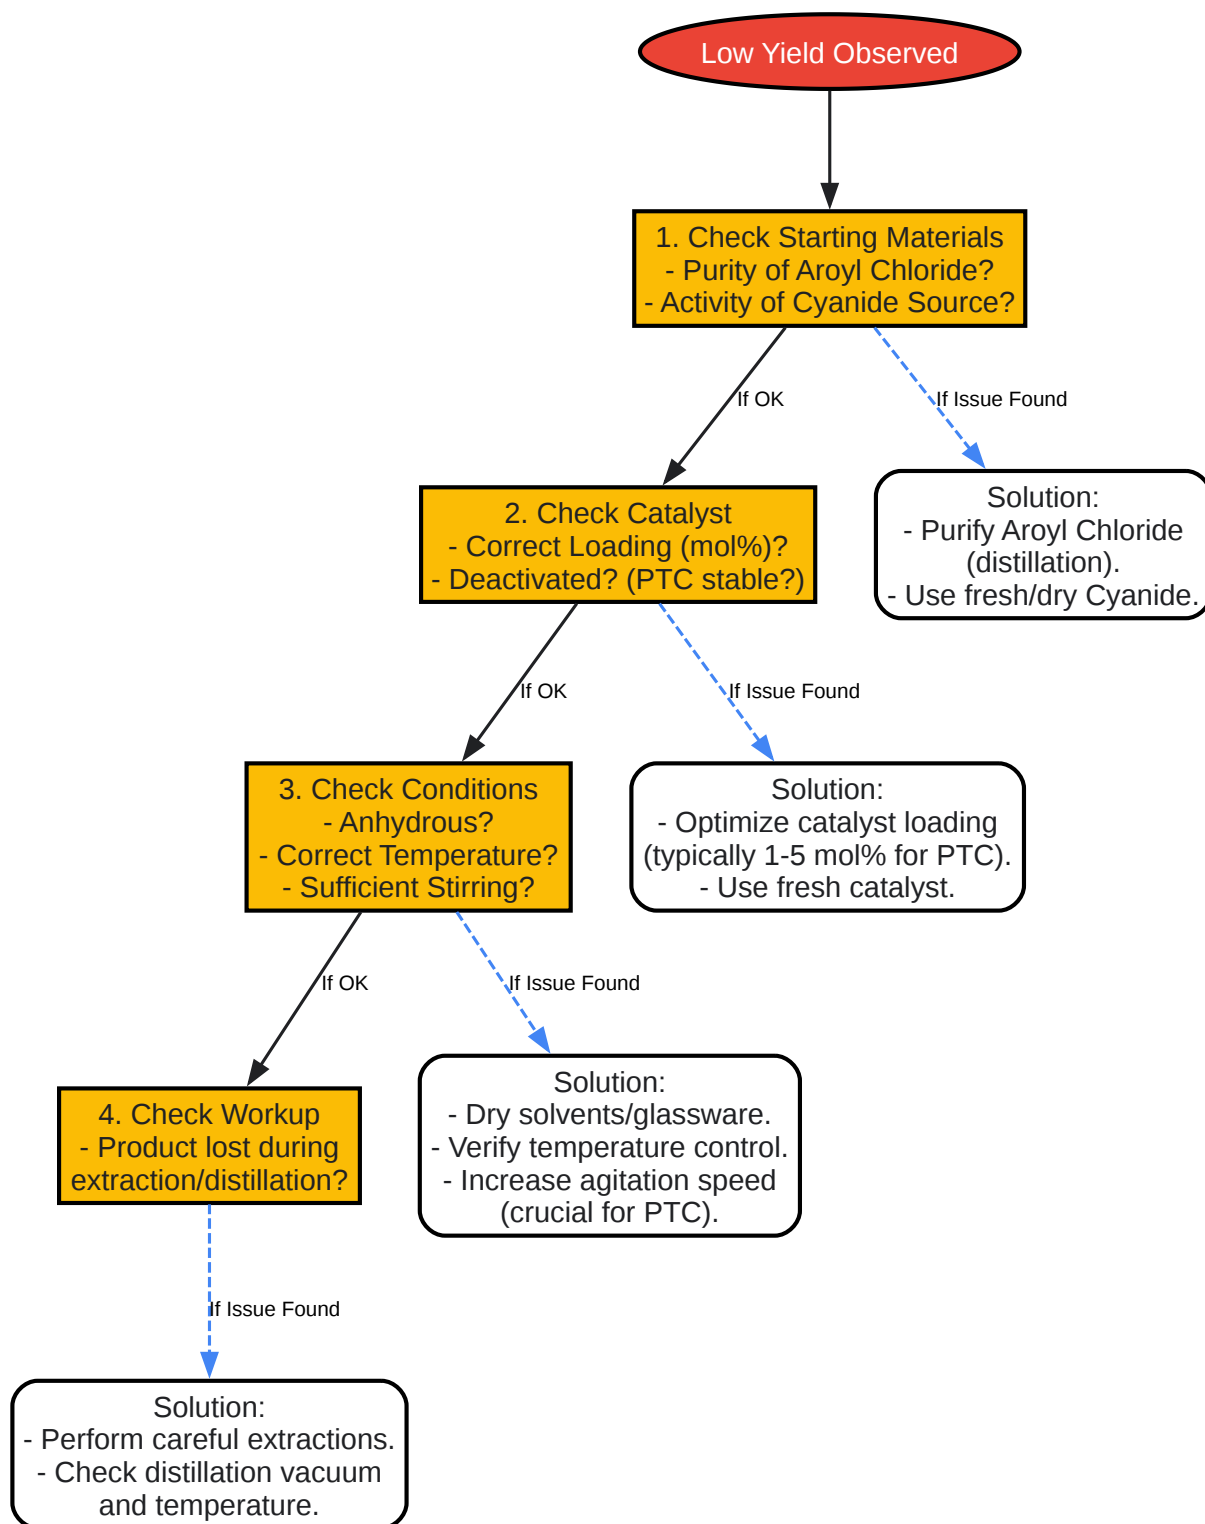 Low Yield Observed
1. Check Starting Materials
- Purity of Aroyl Chloride?
- Activity of Cyanide Source?
If OK
If Issue Found
Solution:
- Purify Aroyl Chloride
(distillation).
- Use fresh/dry Cyanide.
2. Check Catalyst
- Correct Loading (mol%)?
- Deactivated? (PTC stable?)
If OK
If Issue Found
Solution:
- Optimize catalyst loading
(typically 1-5 mol% for PTC).
- Use fresh catalyst.
3. Check Conditions
- Anhydrous?
- Correct Temperature?
- Sufficient Stirring?
If OK
If Issue Found
Solution:
- Dry solvents/glassware.
- Verify temperature control.
- Increase agitation speed
(crucial for PTC).
4. Check Workup
- Product lost during
extraction/distillation?
If Issue Found
Solution:
- Perform careful extractions.
- Check distillation vacuum
and temperature.